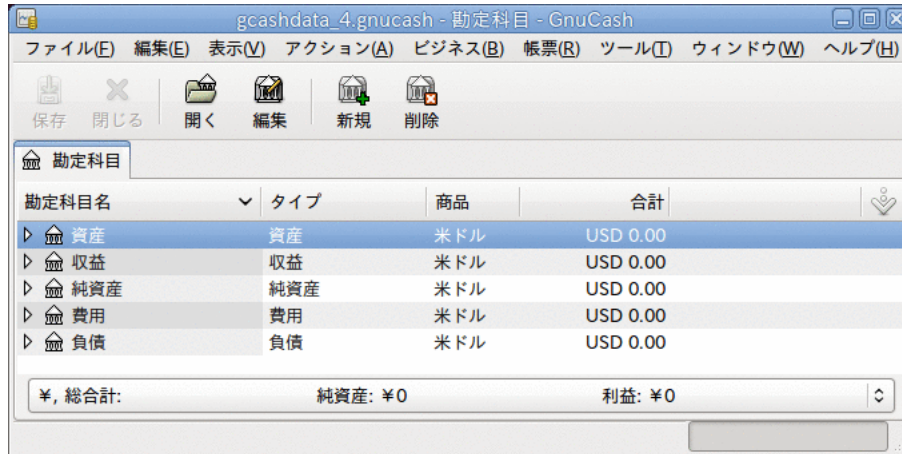 gcashdata_4.gnucash - 勘定科目 - GnuCash
ファイル(F) 編集(E) 表示(V) アクション(A) ビジネス(B) 帳票(R) ツール(T) ウィンドウ(W) ヘルプ(H)
保存 閉じる 開く 編集 新規 削除
勘定科目
勘定科目名 タイプ 商品 合計
資産 資産 米ドル USD 0.00
収益 収益 米ドル USD 0.00
純資産 純資産 米ドル USD 0.00
費用 費用 米ドル USD 0.00
負債 負債 米ドル USD 0.00
¥, 総合計: 純資産: ¥0 利益: ¥0